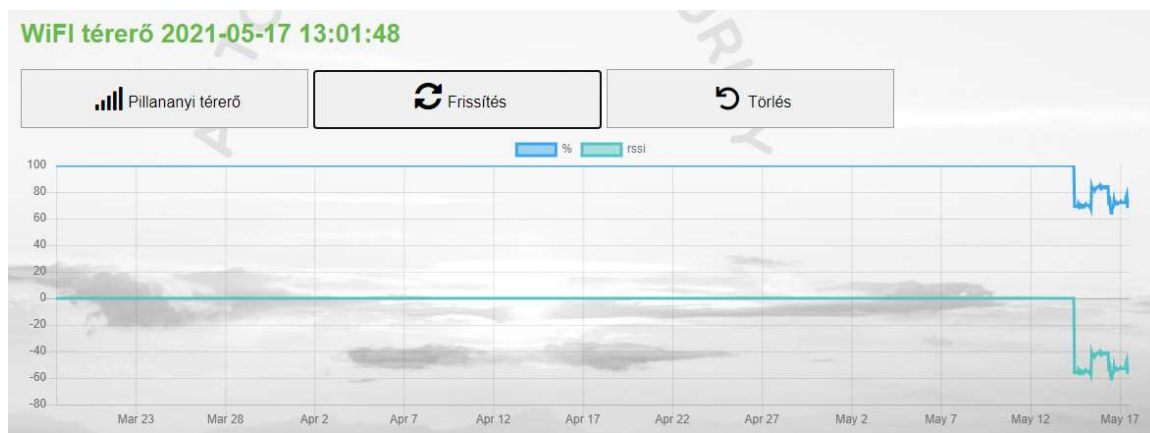 WiFI térerő 2021-05-17 13:01:48
Pillananyi térerő
Frissítés
Törlés
% rssi
100
80
60
40
20
0
-20
-40
-60
-80
Mar 23 Mar 28 Apr 2 Apr 7 Apr 12 Apr 17 Apr 22 Apr 27 May 2 May 7 May 12 May 17